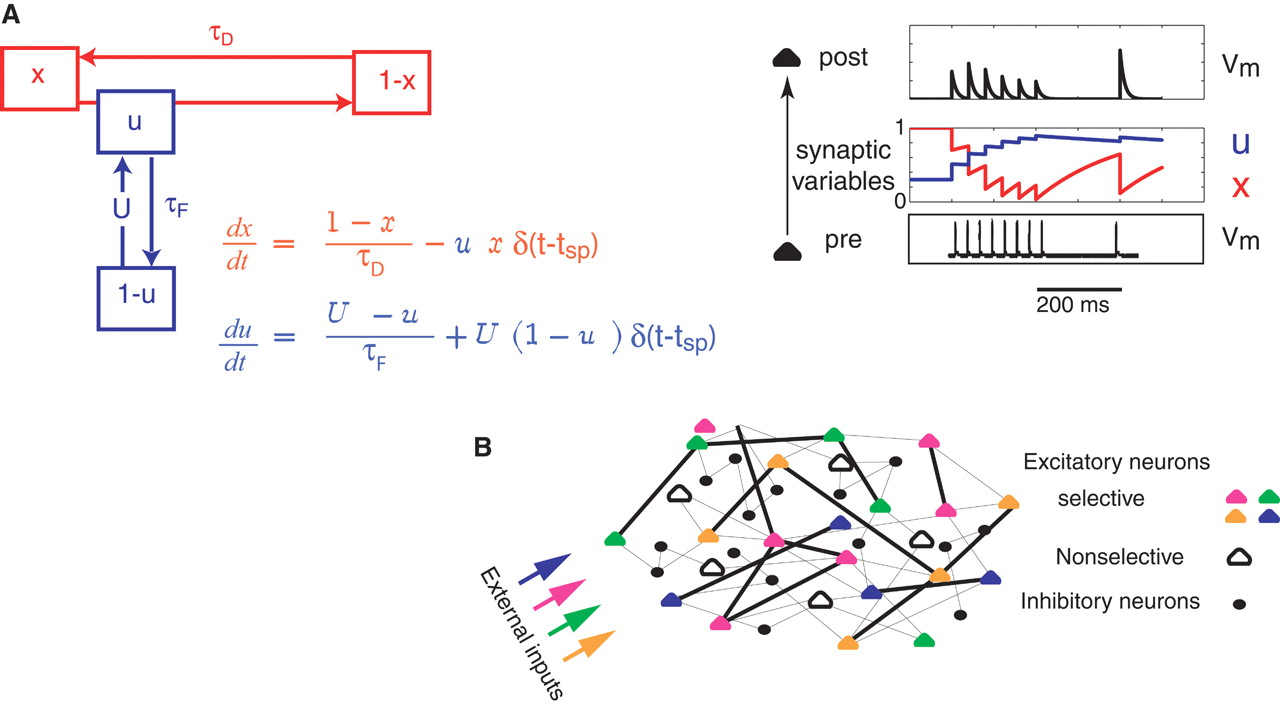 A
τD
x
1-x
u
U
τF
1-u
dx/dt = (1 − x)/τD − u x δ(t-tsp)
du/dt = (U − u)/τF + U (1 − u ) δ(t-tsp)
post
synaptic
variables
pre
Vm
1
0
u
x
Vm
200 ms
B
External inputs
Excitatory neurons
selective
Nonselective
Inhibitory neurons